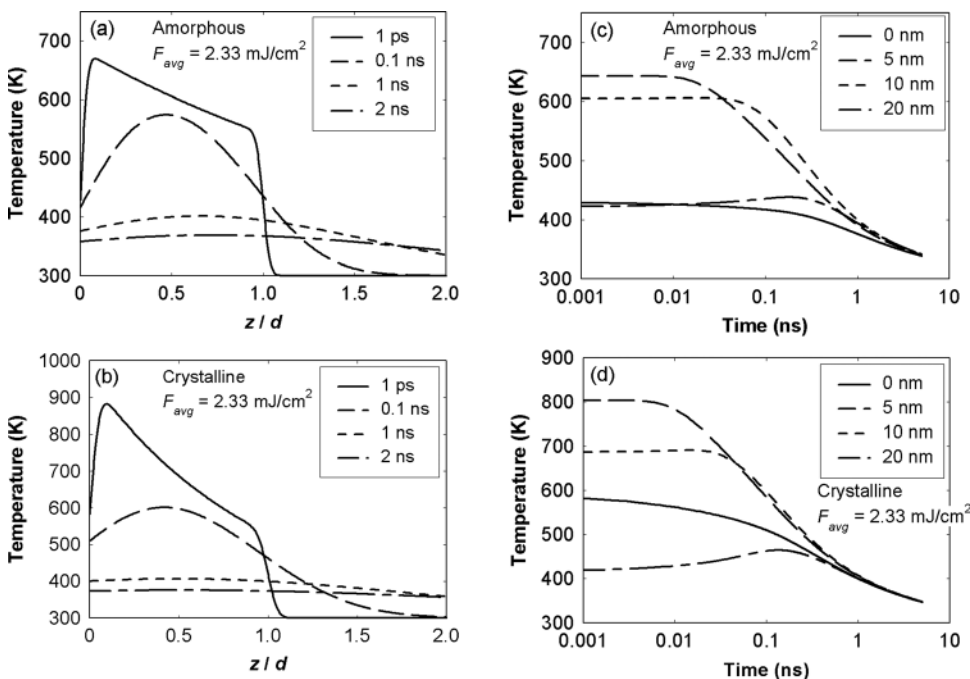 (a)
Amorphous
F_avg = 2.33 mJ/cm²
1 ps
0.1 ns
1 ns
2 ns
Temperature (K)
700
600
500
400
300
0
0.5
1.0
1.5
2.0
z / d
(c)
Amorphous
F_avg = 2.33 mJ/cm²
0 nm
5 nm
10 nm
20 nm
Temperature (K)
700
600
500
400
300
0.001
0.01
0.1
1
10
Time (ns)
(b)
Crystalline
F_avg = 2.33 mJ/cm²
1 ps
0.1 ns
1 ns
2 ns
Temperature (K)
1000
900
800
700
600
500
400
300
0
0.5
1.0
1.5
2.0
z / d
(d)
0 nm
5 nm
10 nm
20 nm
Crystalline
F_avg = 2.33 mJ/cm²
Temperature (K)
900
800
700
600
500
400
300
0.001
0.01
0.1
1
10
Time (ns)